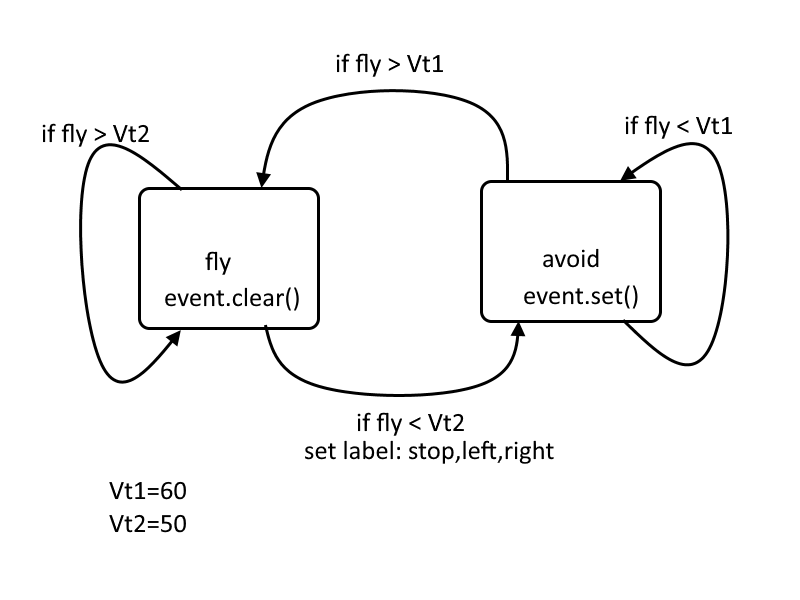 if fly > Vt1
if fly > Vt2
if fly < Vt1
fly
event.clear()
avoid
event.set()
if fly < Vt2
set label: stop,left,right
Vt1=60
Vt2=50